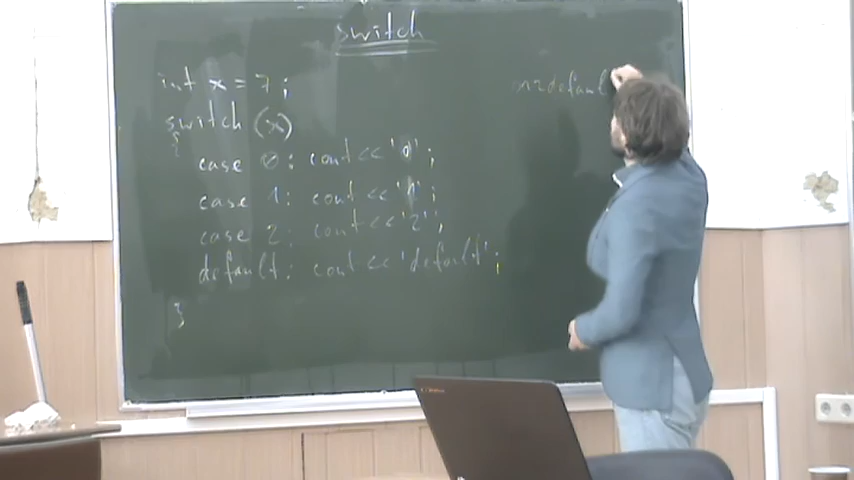 switch
int x = 7;
switch (x)
{
case 0: cout << '0';
case 1: cout << '1';
case 2: cout << '2';
default: cout << 'default';
}